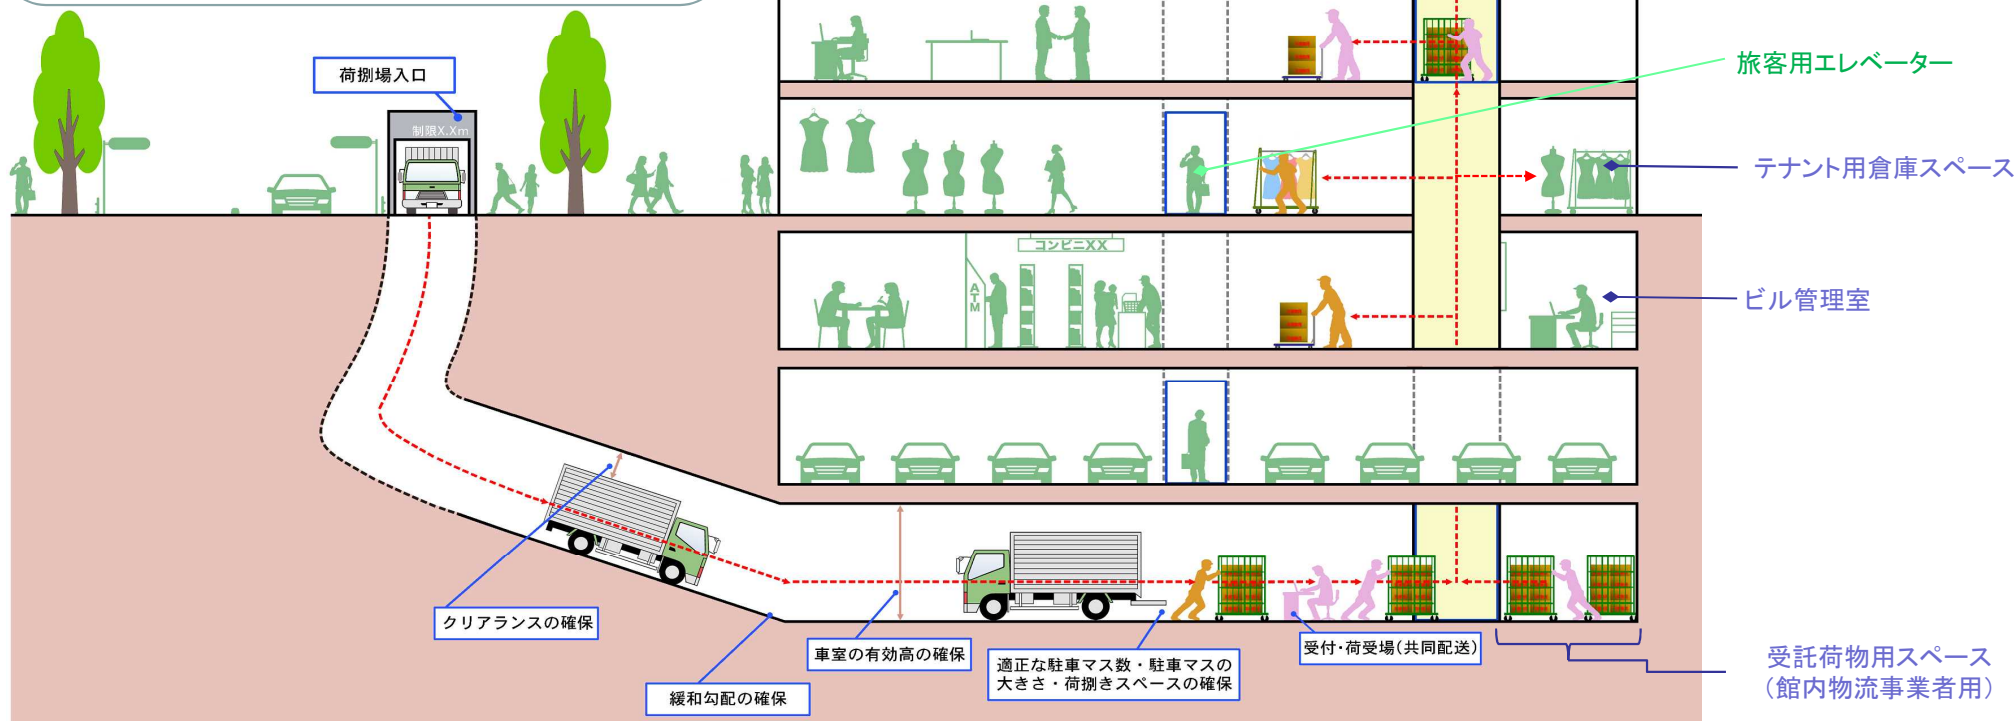 荷捌場入口
制限X.Xm
旅客用エレベーター
テナント用倉庫スペース
コンビニXX
ATM
ビル管理室
クリアランスの確保
車室の有効高の確保
緩和勾配の確保
適正な駐車マス数・駐車マスの
大きさ・荷捌きスペースの確保
受付・荷受場(共同配送)
受託荷物用スペース
(館内物流事業者用)